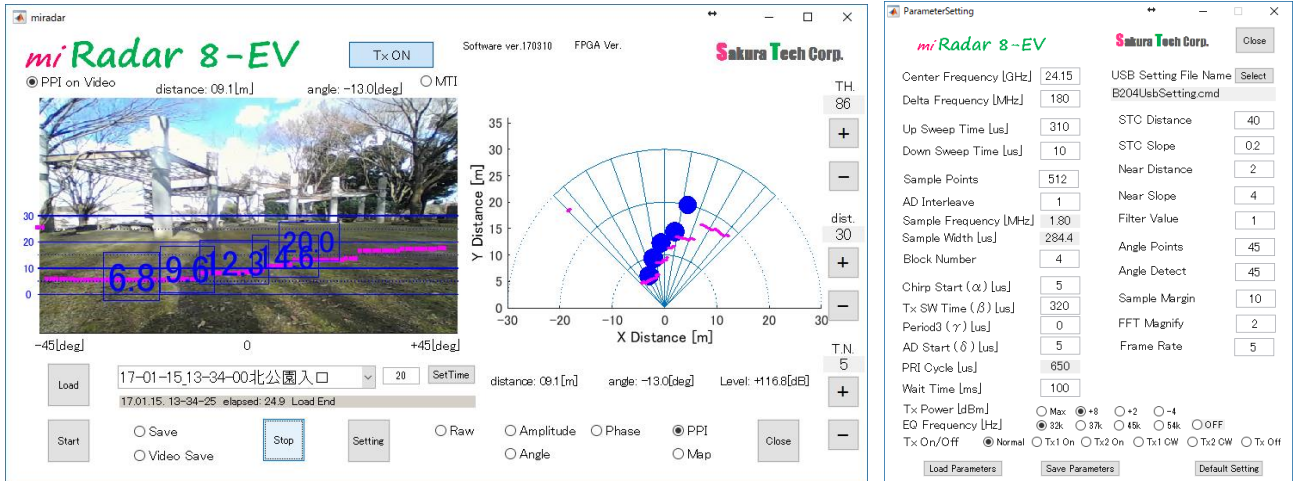 miradar
mi Radar 8-EV
Tx ON
Software ver.170310 FPGA Ver.
Sakura Tech Corp.
PPI on Video
distance: 09.1[m] angle: -13.0[deg]
MTI
30
20
10
0
6.8
9.6
12.3
14.6
20.0
-45[deg] 0 +45[deg]
Y Distance [m]
35
30
25
20
15
10
5
0
-30 -20 -10 0 10 20 30
X Distance [m]
TH.
86
+
−
dist.
30
+
−
T.N.
5
+
−
Load
17-01-15_13-34-00北公園入口
20
SetTime
distance: 09.1[m] angle: -13.0[deg] Level: +116.8[dB]
17.01.15. 13-34-25 elapsed: 24.9 Load End
Start
Save
Video Save
Stop
Setting
Raw
Amplitude
Phase
PPI
Angle
Map
Close
ParameterSetting
mi Radar 8-EV
Sakura Tech Corp.
Close
Center Frequency [GHz] 24.15
Delta Frequency [MHz] 180
Up Sweep Time [us] 310
Down Sweep Time [us] 10
Sample Points 512
AD Interleave 1
Sample Frequency [MHz] 1.80
Sample Width [us] 284.4
Block Number 4
Chirp Start (α) [us] 5
Tx SW Time (β) [us] 320
Period3 (γ) [us] 0
AD Start (δ) [us] 5
PRI Cycle [us] 650
Wait Time [ms] 100
USB Setting File Name Select
B204UsbSetting.cmd
STC Distance 40
STC Slope 0.2
Near Distance 2
Near Slope 4
Filter Value 1
Angle Points 45
Angle Detect 45
Sample Margin 10
FFT Magnify 2
Frame Rate 5
Tx Power [dBm] Max +8 +2 -4
EQ Frequency [Hz] 32k 37k 45k 54k OFF
Tx On/Off Normal Tx1 On Tx2 On Tx1 CW Tx2 CW Tx Off
Load Parameters Save Parameters Default Setting